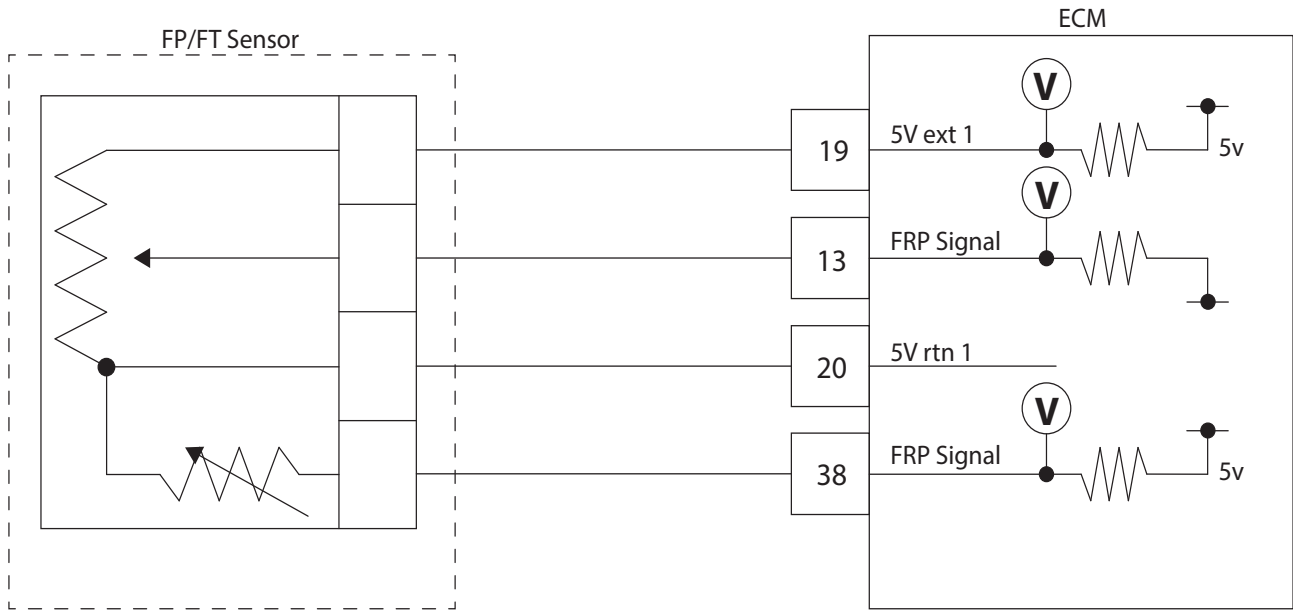 FP/FT Sensor
ECM
V
19
5V ext 1
5v
V
13
FRP Signal
20
5V rtn 1
V
38
FRP Signal
5v